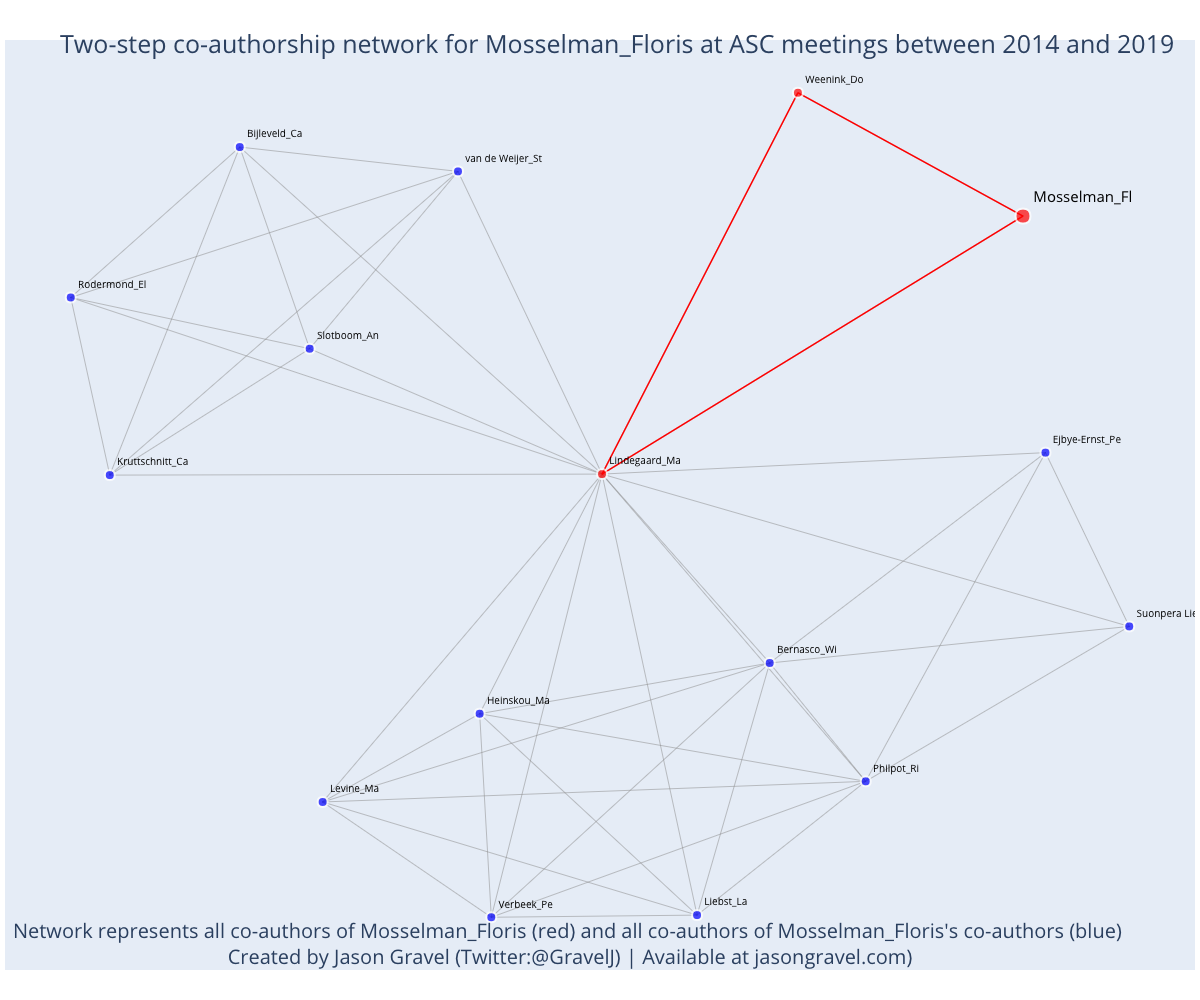 Two-step co-authorship network for Mosselman_Floris at ASC meetings between 2014 and 2019
Weenink_Do
Bijleveld_Ca
van de Weijer_St
Mosselman_Fl
Rodermond_El
Slotboom_An
Ejbye-Ernst_Pe
Kruttschnitt_Ca
Lindegaard_Ma
Suonpera Lie
Bernasco_Wi
Heinskou_Ma
Philpot_Ri
Levine_Ma
Verbeek_Pe
Liebst_La
Network represents all co-authors of Mosselman_Floris (red) and all co-authors of Mosselman_Floris's co-authors (blue)
Created by Jason Gravel (Twitter:@GravelJ) | Available at jasongravel.com)